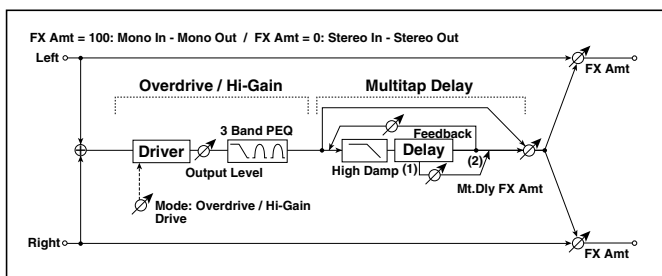 FX Amt = 100: Mono In - Mono Out / FX Amt = 0: Stereo In - Stereo Out
Left
FX Amt
Overdrive / Hi-Gain
Multitap Delay
3 Band PEQ
Feedback
Driver
Delay
Output Level
High Damp
(1)
(2)
Mt.Dly FX Amt
Mode: Overdrive / Hi-Gain
Drive
Right
FX Amt